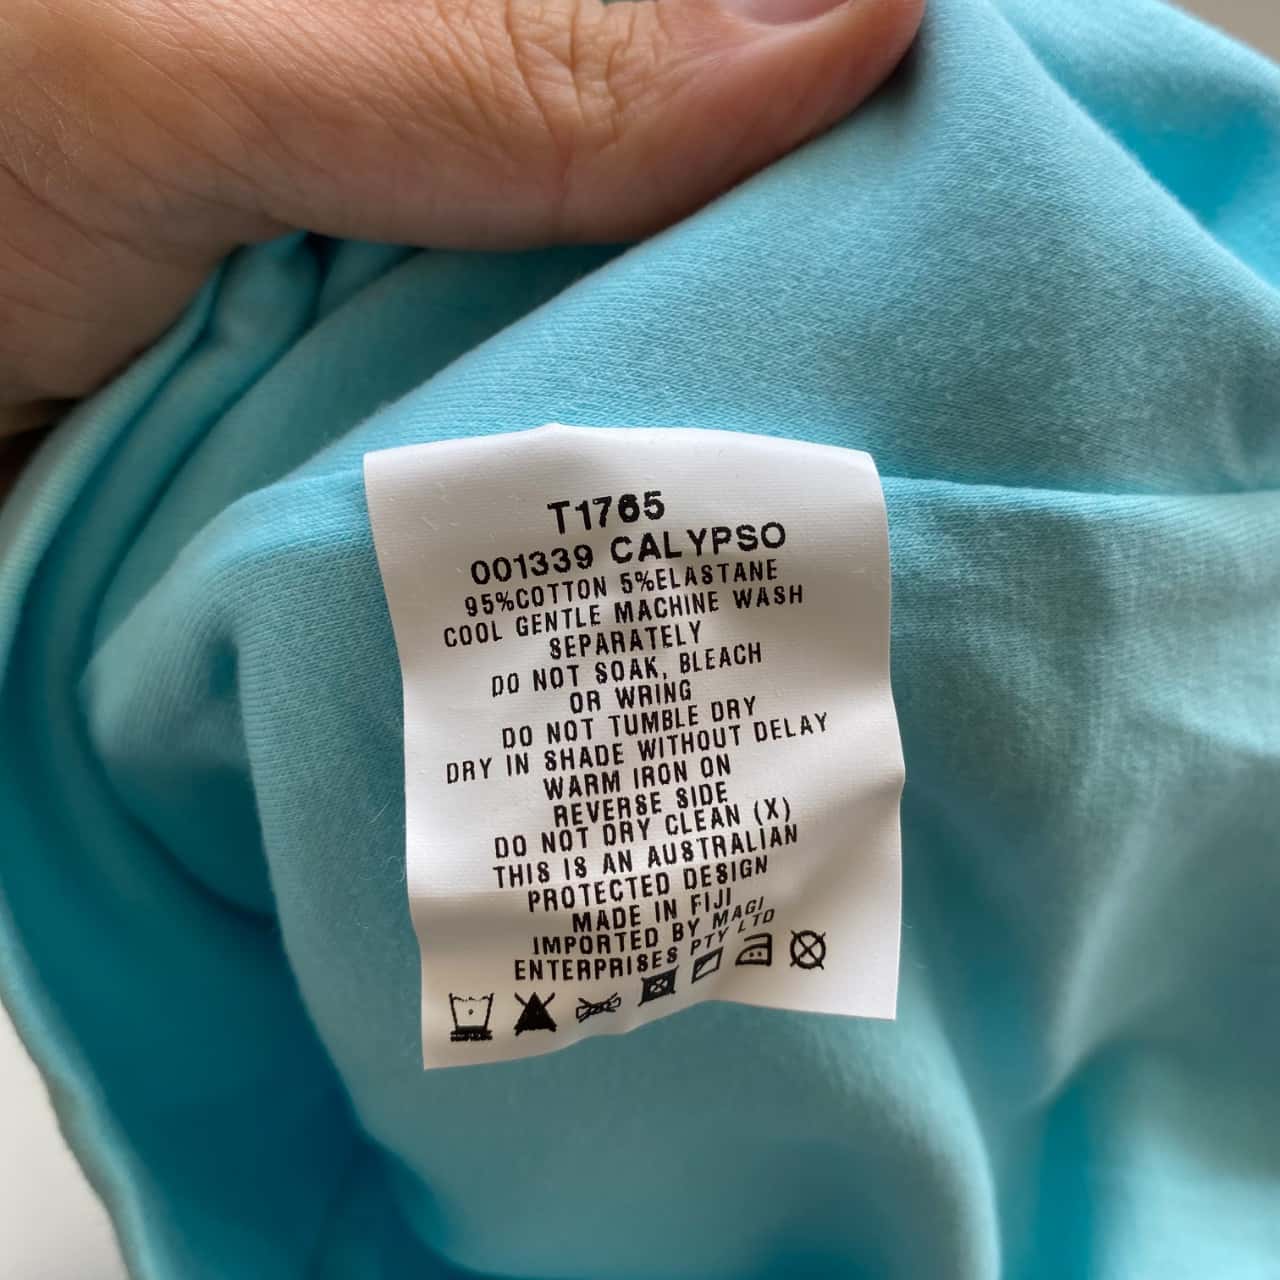 T1765
001339 CALYPSO
95%COTTON 5%ELASTANE
COOL GENTLE MACHINE WASH
SEPARATELY
DO NOT SOAK, BLEACH
OR WRING
DO NOT TUMBLE DRY
DRY IN SHADE WITHOUT DELAY
WARM IRON ON
REVERSE SIDE
DO NOT DRY CLEAN (X)
THIS IS AN AUSTRALIAN
PROTECTED DESIGN
MADE IN FIJI
IMPORTED BY MAGI
ENTERPRISES PTY LTD